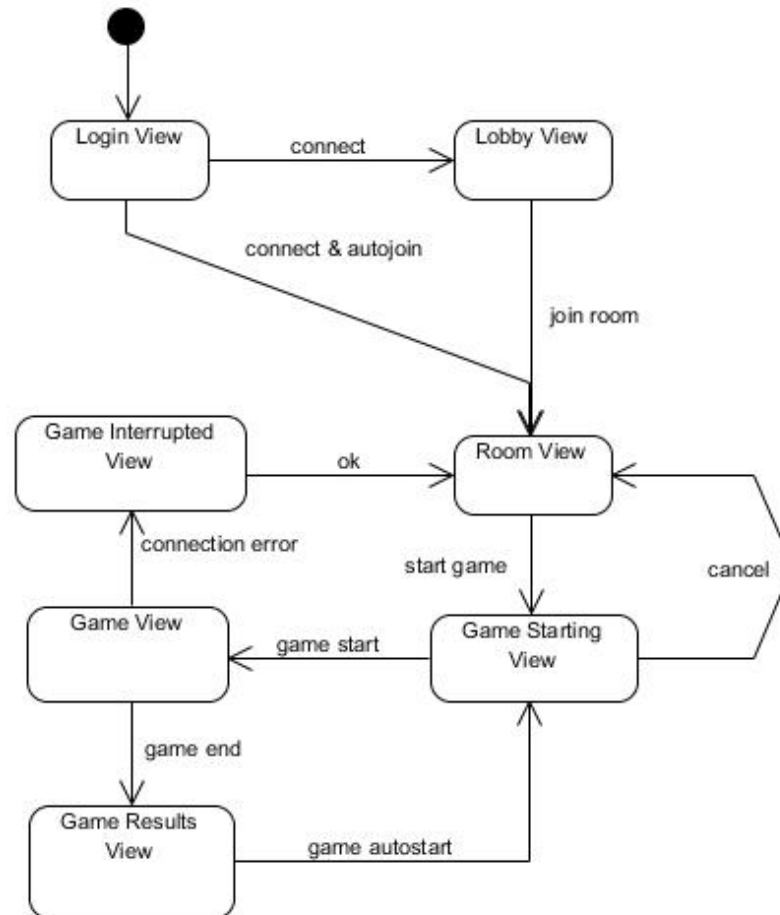 Login View
connect
Lobby View
connect & autojoin
join room
Game Interrupted
View
ok
Room View
connection error
start game
cancel
Game View
game start
Game Starting
View
game end
Game Results
View
game autostart